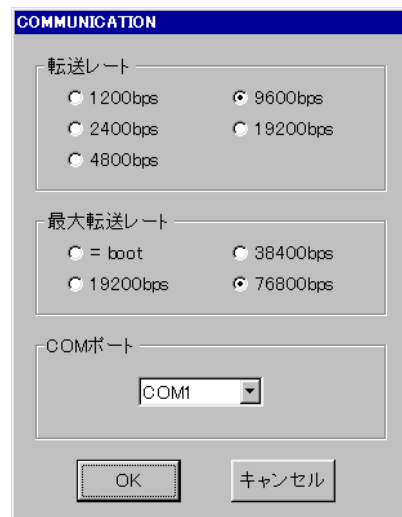 COMMUNICATION
転送レート
1200bps 9600bps
2400bps 19200bps
4800bps
最大転送レート
= boot 38400bps
19200bps 76800bps
COMポート
COM1
OK キャンセル